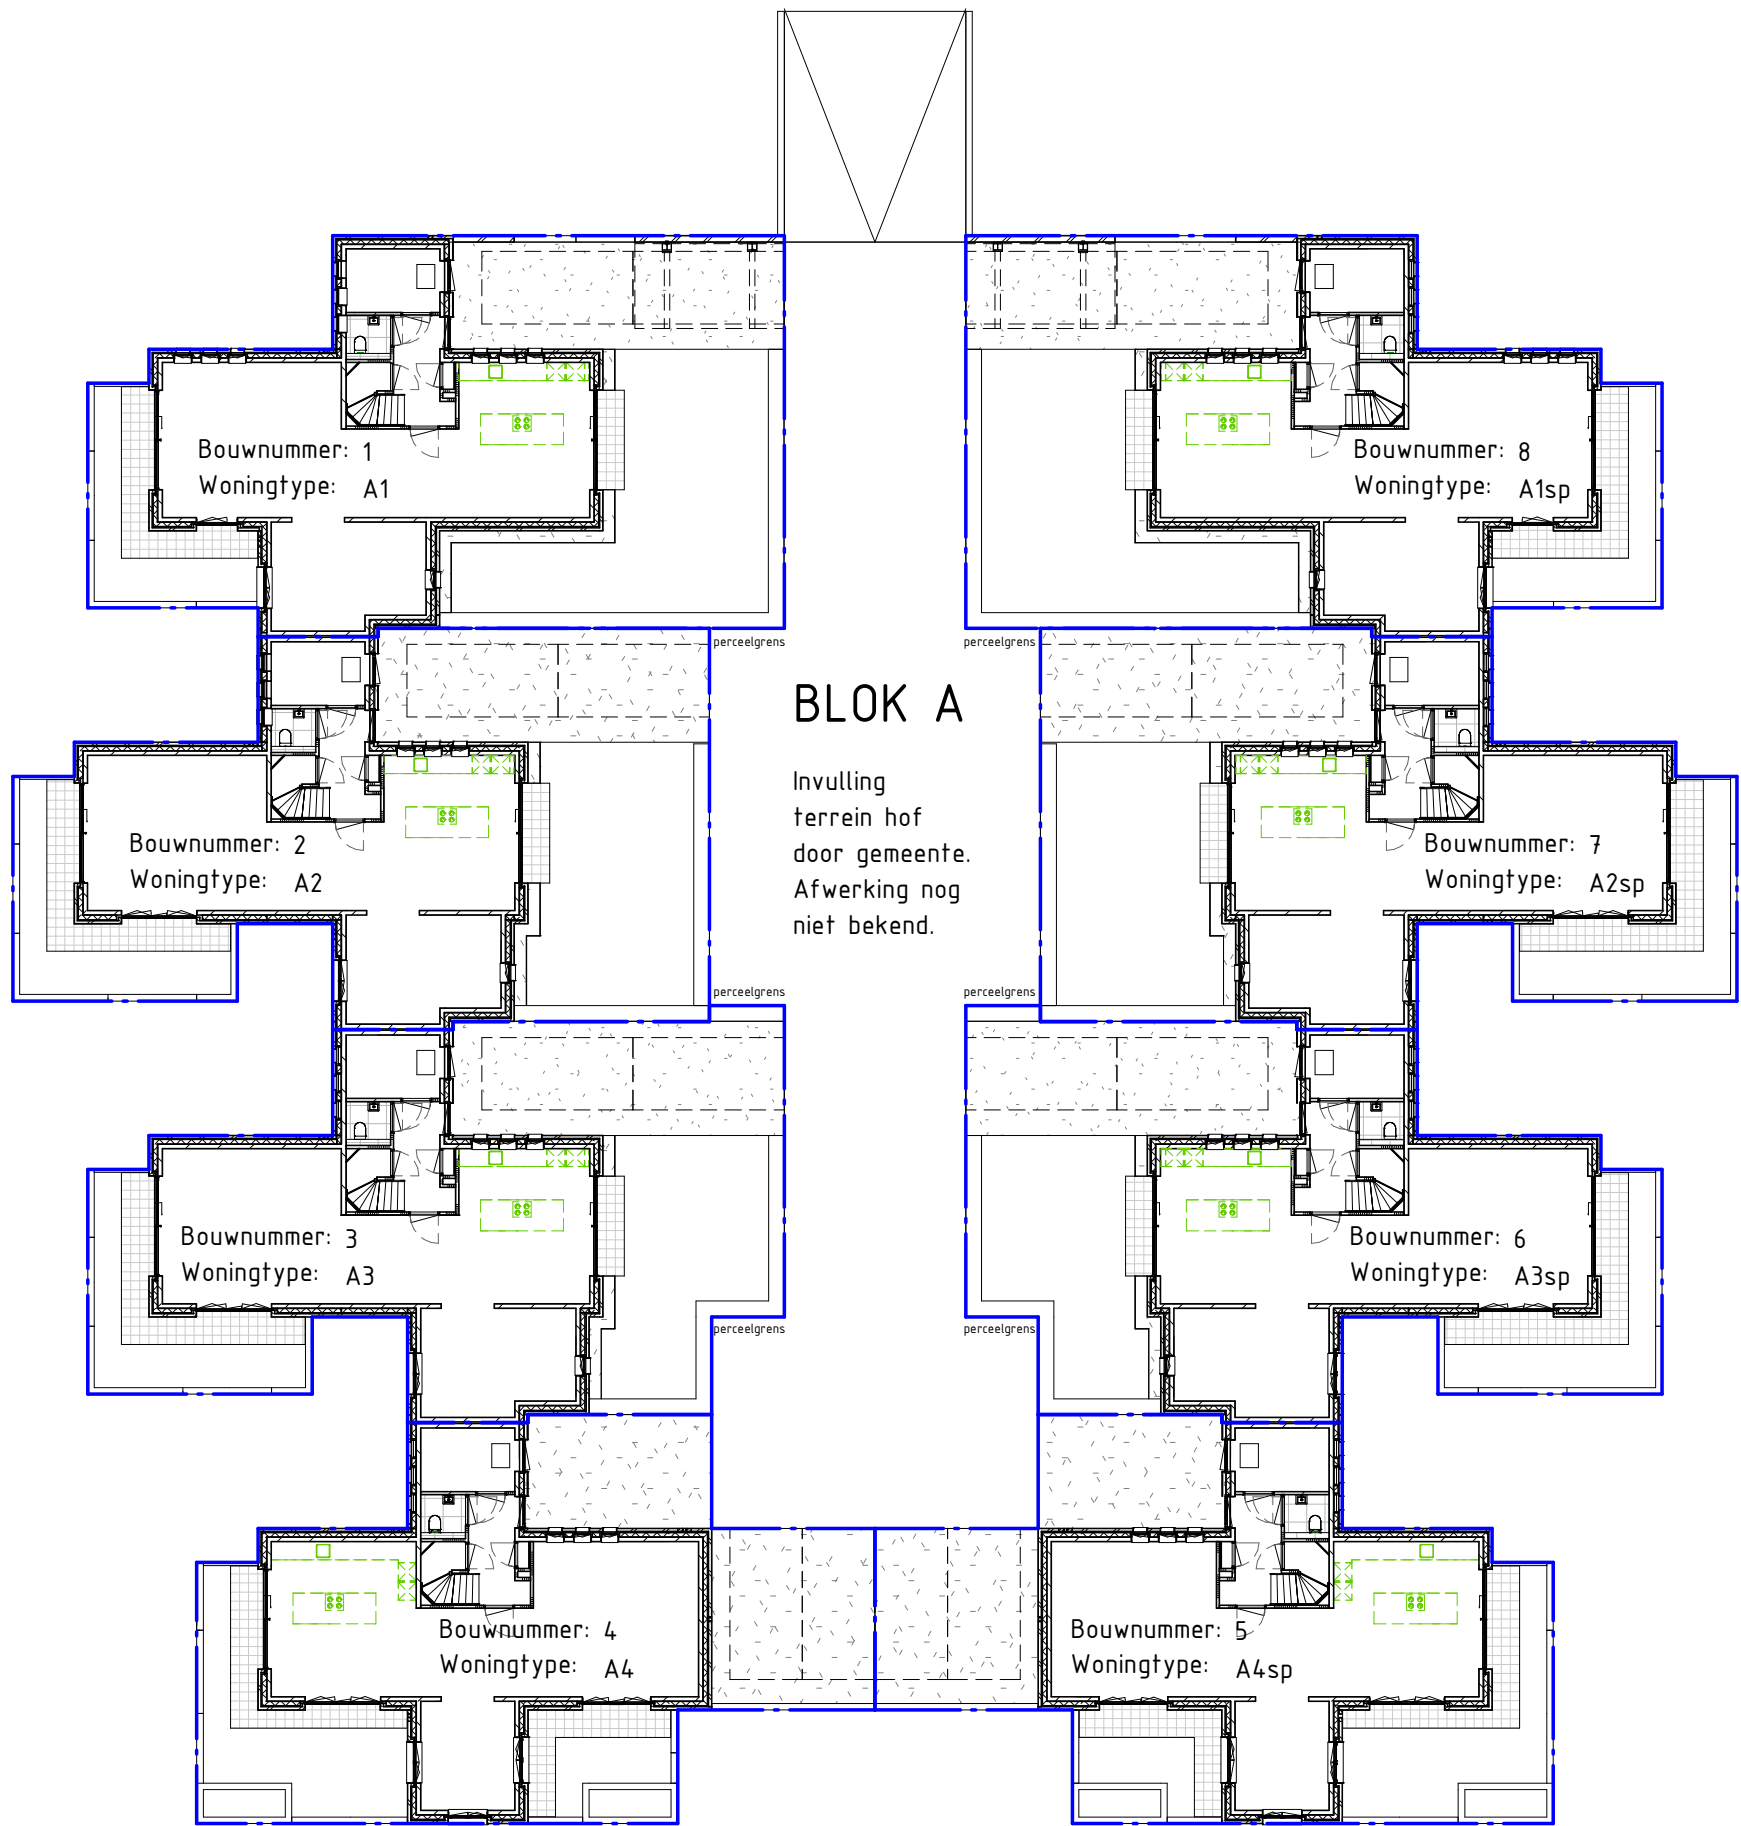 Bouwnummer: 1
Woningtype: A1
Bouwnummer: 8
Woningtype: A1sp
perceelgrens
perceelgrens
BLOK A
Invulling
terrein hof
door gemeente.
Afwerking nog
niet bekend.
Bouwnummer: 2
Woningtype: A2
Bouwnummer: 7
Woningtype: A2sp
perceelgrens
perceelgrens
Bouwnummer: 3
Woningtype: A3
Bouwnummer: 6
Woningtype: A3sp
perceelgrens
perceelgrens
Bouwnummer: 4
Woningtype: A4
Bouwnummer: 5
Woningtype: A4sp